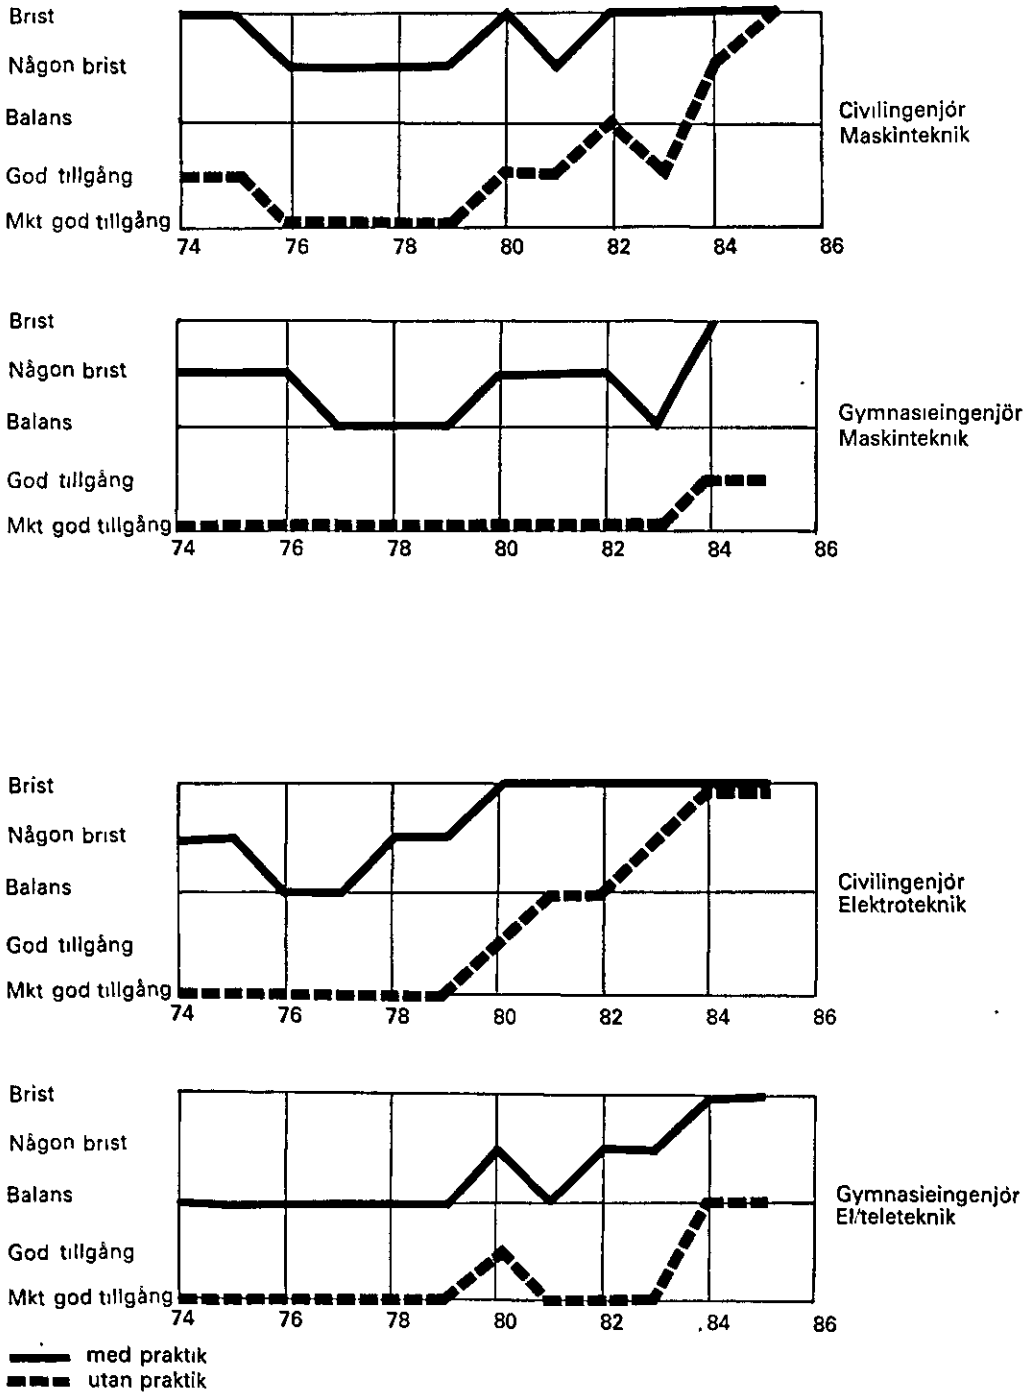 Brist
Någon brist
Balans
God tillgång
Mkt god tillgång
74 76 78 80 82 84 86
Civilingenjör
Maskinteknik
Brist
Någon brist
Balans
God tillgång
Mkt god tillgång
74 76 78 80 82 84 86
Gymnasieingenjör
Maskinteknik
Brist
Någon brist
Balans
God tillgång
Mkt god tillgång
74 76 78 80 82 84 86
Civilingenjör
Elektroteknik
Brist
Någon brist
Balans
God tillgång
Mkt god tillgång
74 76 78 80 82 84 86
Gymnasieingenjör
El/teleteknik
med praktik
utan praktik